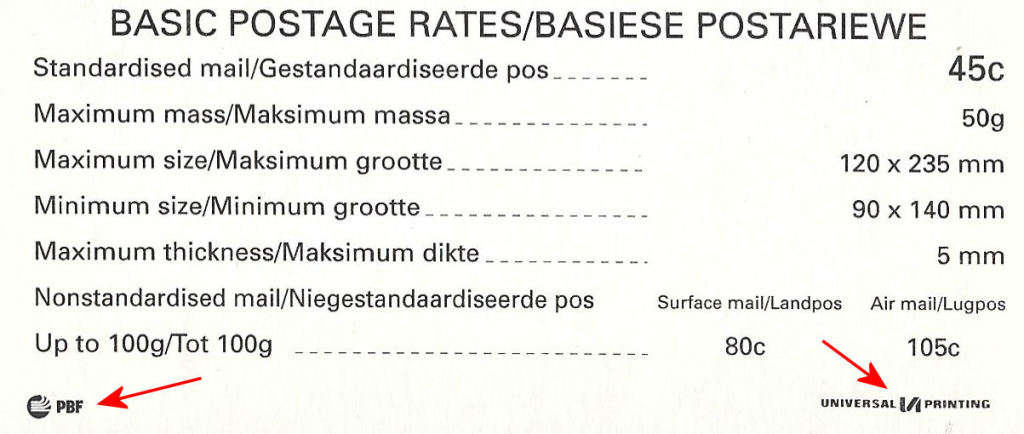 BASIC POSTAGE RATES/BASIESE POSTARIEWE
Standardised mail/Gestandaardiseerde pos 45c
Maximum mass/Maksimum massa 50g
Maximum size/Maksimum grootte 120 x 235 mm
Minimum size/Minimum grootte 90 x 140 mm
Maximum thickness/Maksimum dikte 5 mm
Nonstandardised mail/Niegestandaardiseerde pos Surface mail/Landpos Air mail/Lugpos
Up to 100g/Tot 100g 80c 105c
PBF UNIVERSAL PRINTING